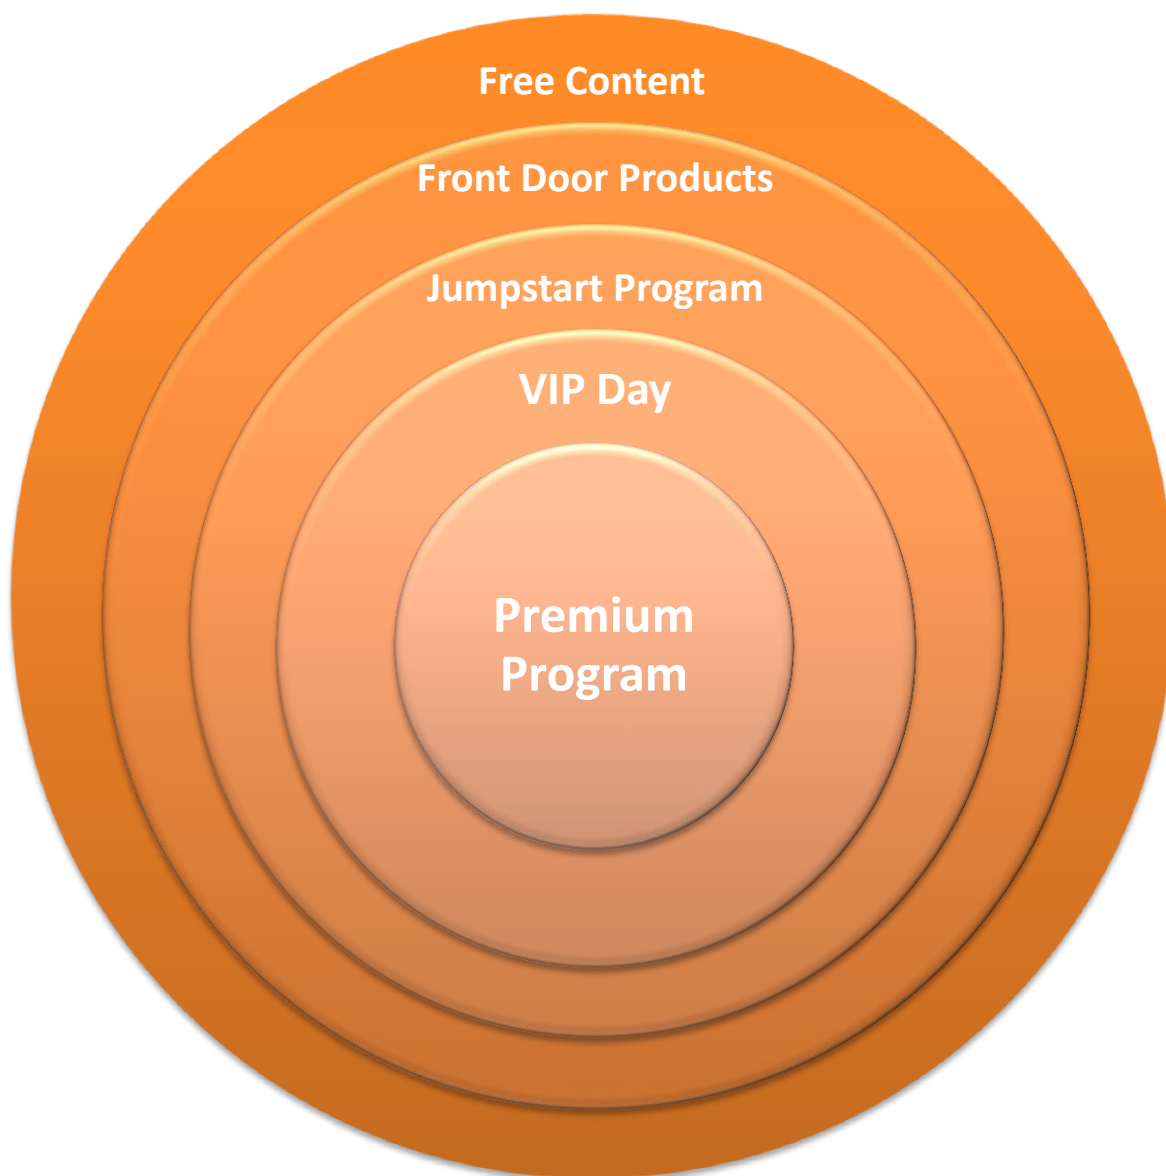 Free Content
Front Door Products
Jumpstart Program
VIP Day
Premium
Program